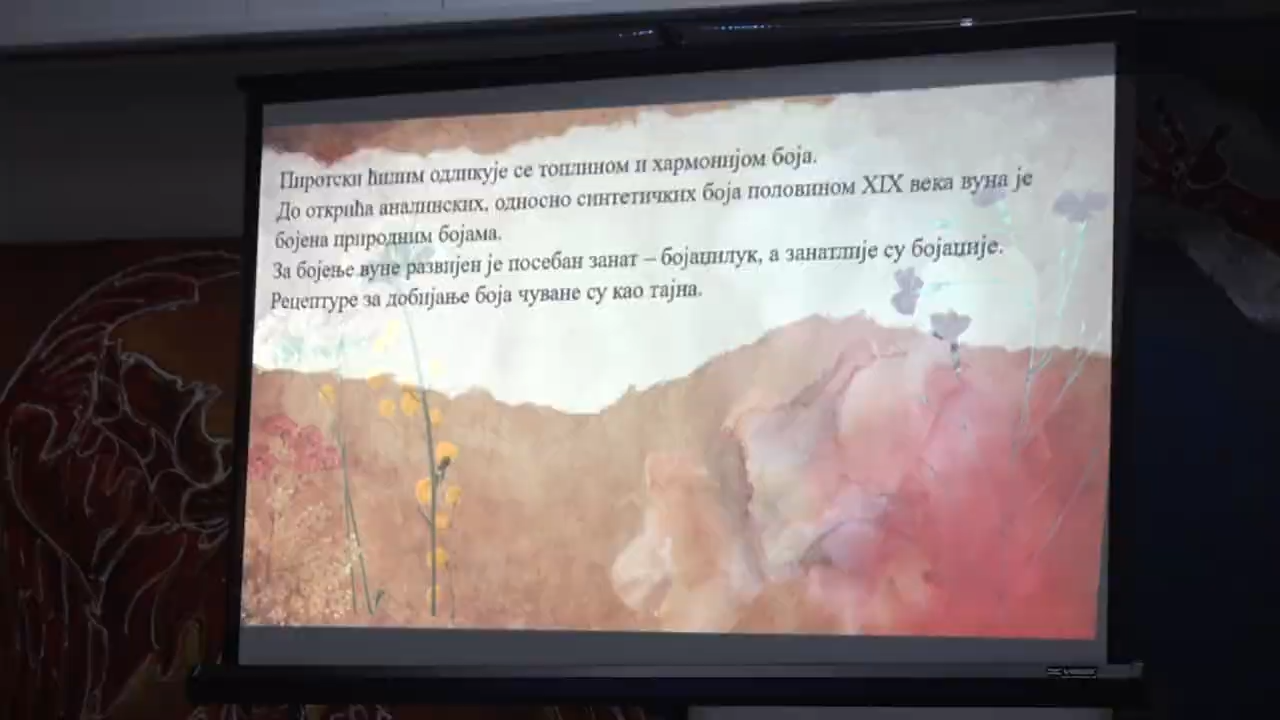 Пиротски ћилим одликује се топлином и хармонијом боја.
До открића аналинских, односно синтетичких боја половином XIX века вуна је
бојена природним бојама.
За бојење вуне развијен је посебан занат – бојаџилук, а занатлије су бојаџије.
Рецептуре за добијање боја чуване су као тајна.